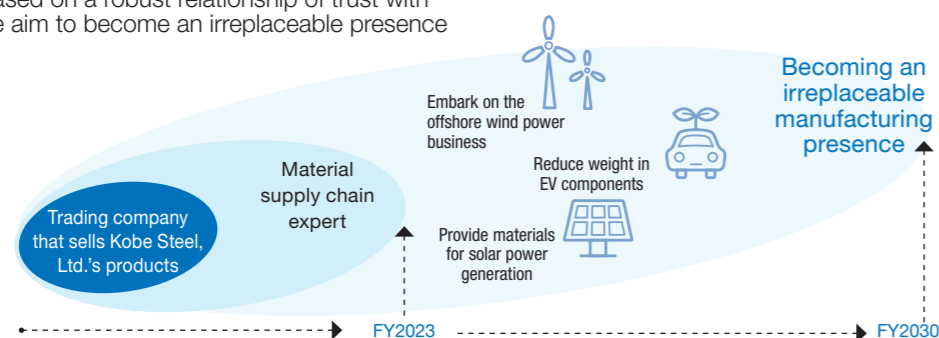 ased on a robust relationship of trust with
e aim to become an irreplaceable presence
Becoming an
irreplaceable
manufacturing
presence
Embark on the
offshore wind power
business
Reduce weight in
EV components
Material
supply chain
expert
Trading company
that sells Kobe Steel,
Ltd.'s products
Provide materials
for solar power
generation
FY2023
FY2030